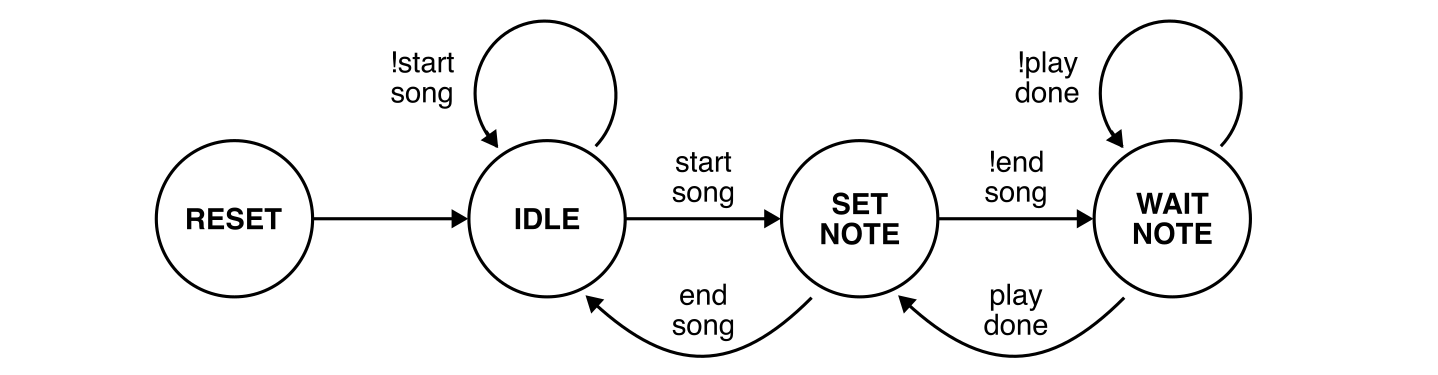 !start
song
!play
done
start
song
!end
song
RESET
IDLE
SET
NOTE
WAIT
NOTE
end
song
play
done